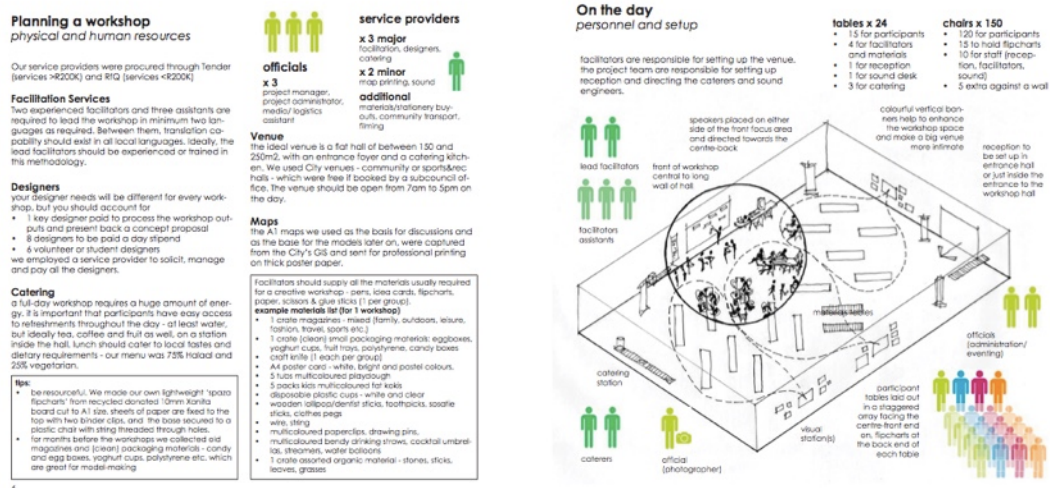 Planning a workshop
physical and human resources
Our service providers were procured through Tender
(services >R200K) and RfQ (services <R200K)
Facilitation Services
Two experienced facilitators and three assistants are
required to lead the workshop in minimum two lan-
guages as required. Between them, translation ca-
pability should exist in all local languages. Ideally, the
lead facilitators should be experienced or trained in
this methodology.
Designers
your designer needs will be different for every work-
shop, but you should account for
• 1 key designer paid to process the workshop out-
puts and present back a concept proposal
• 8 designers to be paid a day stipend
• 6 volunteer or student designers
we employed a service provider to solicit, manage
and pay all the designers.
Catering
a full-day workshop requires a huge amount of ener-
gy. it is important that participants have easy access
to refreshments throughout the day - at least water,
but ideally tea, coffee and fruit as well, on a station
inside the hall. lunch should cater to local tastes and
dietary requirements - our menu was 75% Halaal and
25% vegetarian.
tips:
• be resourceful. We made our own lightweight 'spaza
flipcharts' from recycled donated 10mm Xanita
board cut to A1 size. sheets of paper are fixed to the
top with two binder clips, and the base secured to a
plastic chair with string threaded through holes.
• for months before the workshops we collected old
magazines and (clean) packaging materials - candy
and egg boxes, yoghurt cups, polystyrene etc. which
are great for model-making
officials
x 3
project manager,
project administrator,
media/ logistics
assistant
service providers
x 3 major
facilitation, designers,
catering
x 2 minor
map printing, sound
additional
materials/stationery buy-
outs, community transport,
filming
Venue
the ideal venue is a flat hall of between 150 and
250m2, with an entrance foyer and a catering kitch-
en. We used City venues - community or sports&rec
halls - which were free if booked by a subcouncil of-
fice. The venue should be open from 7am to 5pm on
the day.
Maps
the A1 maps we used as the basis for discussions and
as the base for the models later on, were captured
from the City's GIS and sent for professional printing
on thick poster paper.
Facilitators should supply all the materials usually required
for a creative workshop - pens, idea cards, flipcharts,
paper, scissors & glue sticks (1 per group).
example materials list (for 1 workshop)
• 1 crate magazines - mixed (family, outdoors, leisure,
fashion, travel, sports etc.)
• 1 crate (clean) small packaging materials: eggboxes,
yoghurt cups, fruit trays, polystyrene, candy boxes
• craft knife (1 each per group)
• A4 poster card - white, bright and pastel colours.
• 5 tubs multicoloured playdough
• 5 packs kids multicoloured fat kokis
• disposable plastic cups - white and clear
• wooden lollipop/dentist sticks, toothpicks, sosatie
sticks, clothes pegs
• wire, string
• multicoloured paperclips, drawing pins,
• multicoloured bendy drinking straws, cocktail umbrel-
las, streamers, water balloons
• 1 crate assorted organic material - stones, sticks,
leaves, grasses
On the day
personnel and setup
facilitators are responsible for setting up the venue.
the project team are responsible for setting up
reception and directing the caterers and sound
engineers.
tables x 24
• 15 for participants
• 4 for facilitators
and materials
• 1 for reception
• 1 for sound desk
• 3 for catering
chairs x 150
• 120 for participants
• 15 to hold flipcharts
• 10 for staff (recep-
tion, facilitators,
sound)
• 5 extra against a wall
lead facilitators
facilitators
assistants
speakers placed on either
side of the front focus area
and directed towards the
centre-back
front of workshop
central to long
wall of hall
colourful vertical ban-
ners help to enhance
the workshop space
and make a big venue
more intimate
reception to
be set up in
entrance hall
or just inside the
entrance to the
workshop hall
materials tables
catering
station
visual
station(s)
officials
(administration/
eventing)
participant
tables laid out
in a staggered
array facing the
centre-front end
on. flipcharts at
the back end of
each table
caterers
official
(photographer)